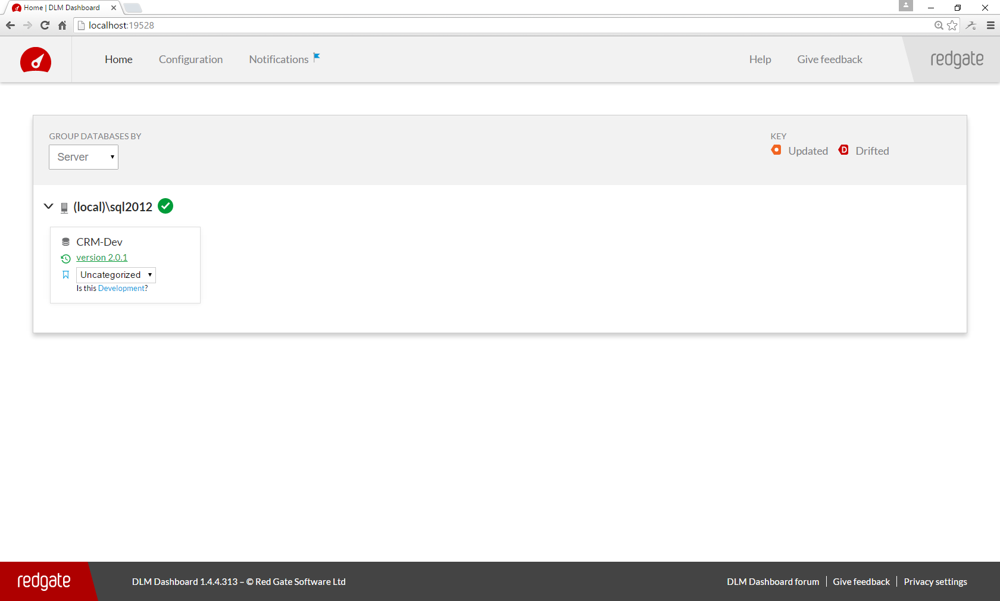 Home | DLM Dashboard
localhost:19528
Home Configuration Notifications Help Give feedback redgate
GROUP DATABASES BY
Server
KEY
Updated D Drifted
(local)\sql2012
CRM-Dev
version 2.0.1
Uncategorized
Is this Development?
redgate DLM Dashboard 1.4.4.313 – © Red Gate Software Ltd DLM Dashboard forum Give feedback Privacy settings